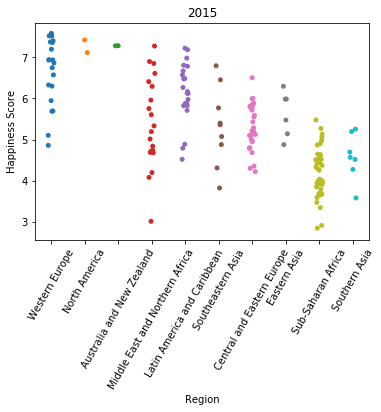 2015
Happiness Score
7
6
5
4
3
Western Europe
North America
Australia and New Zealand
Middle East and Northern Africa
Latin America and Caribbean
Southeastern Asia
Central and Eastern Europe
Eastern Asia
Sub-Saharan Africa
Southern Asia
Region